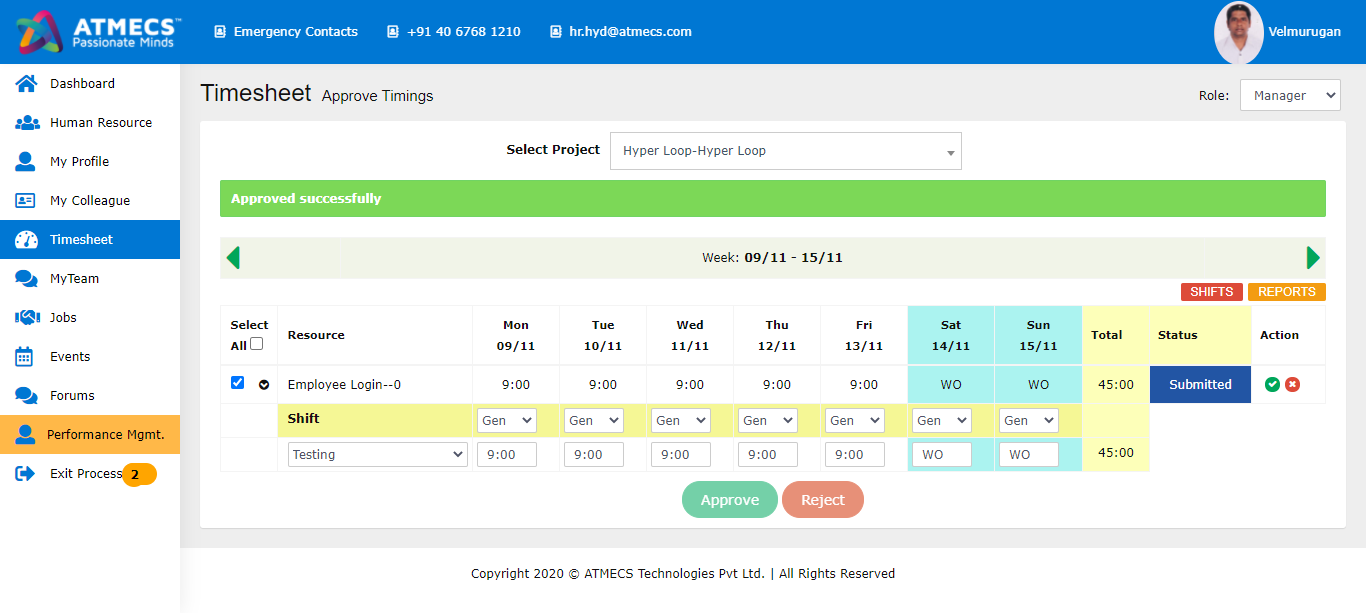 ATMECS™
Passionate Minds
Emergency Contacts
+91 40 6768 1210
hr.hyd@atmecs.com
Velmurugan
Dashboard
Human Resource
My Profile
My Colleague
Timesheet
MyTeam
Jobs
Events
Forums
Performance Mgmt.
Exit Process 2
Timesheet Approve Timings
Role: Manager
Select Project Hyper Loop-Hyper Loop
Approved successfully
Week: 09/11 - 15/11
SHIFTS REPORTS
Select All Resource Mon 09/11 Tue 10/11 Wed 11/11 Thu 12/11 Fri 13/11 Sat 14/11 Sun 15/11 Total Status Action
Employee Login--0 9:00 9:00 9:00 9:00 9:00 WO WO 45:00 Submitted
Shift Gen Gen Gen Gen Gen Gen Gen
Testing 9:00 9:00 9:00 9:00 9:00 WO WO 45:00
Approve Reject
Copyright 2020 © ATMECS Technologies Pvt Ltd. | All Rights Reserved